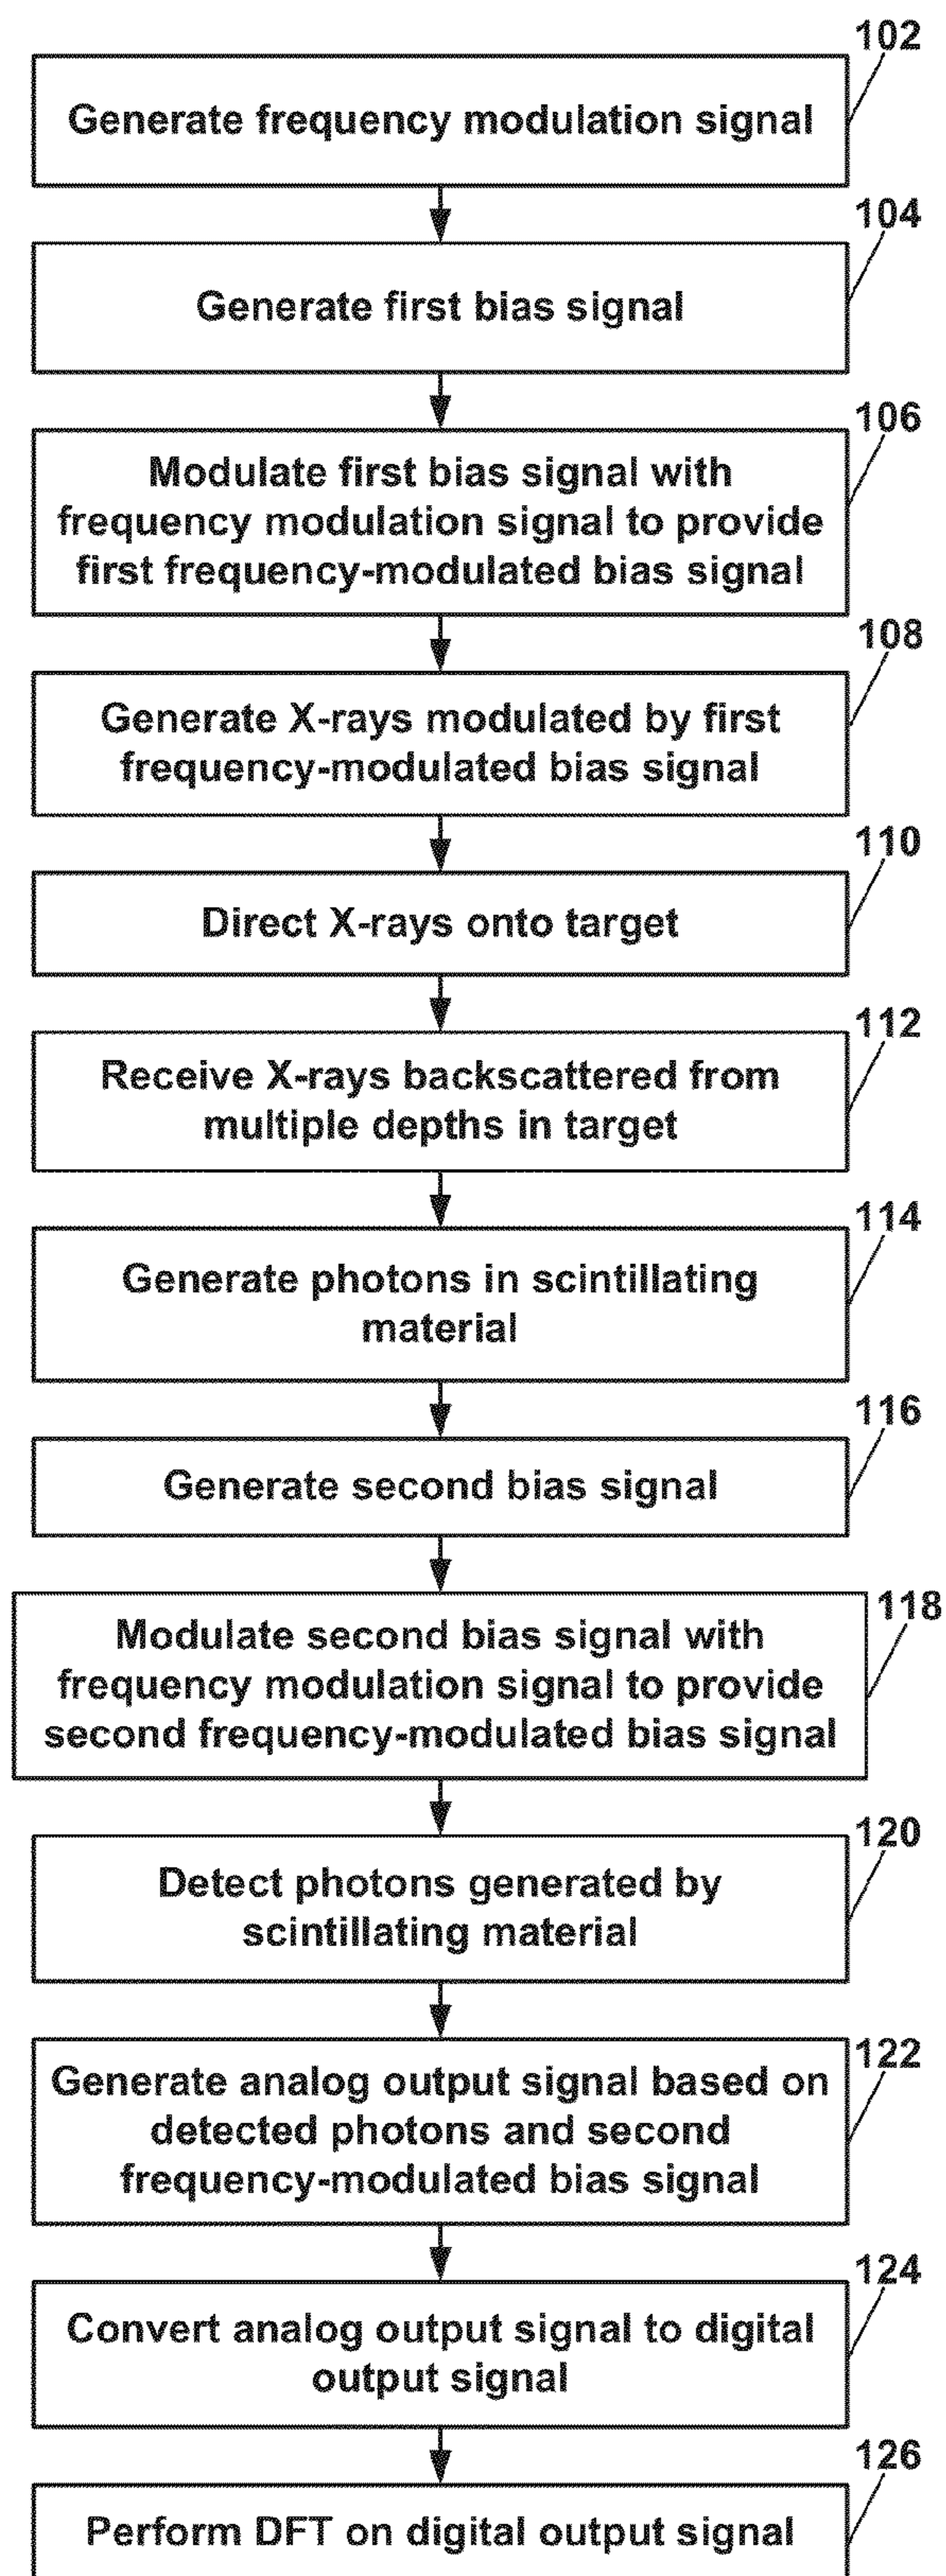 102
Generate frequency modulation signal
104
Generate first bias signal
106
Modulate first bias signal with
frequency modulation signal to provide
first frequency-modulated bias signal
108
Generate X-rays modulated by first
frequency-modulated bias signal
110
Direct X-rays onto target
112
Receive X-rays backscattered from
multiple depths in target
114
Generate photons in scintillating
material
116
Generate second bias signal
118
Modulate second bias signal with
frequency modulation signal to provide
second frequency-modulated bias signal
120
Detect photons generated by
scintillating material
122
Generate analog output signal based on
detected photons and second
frequency-modulated bias signal
124
Convert analog output signal to digital
output signal
126
Perform DFT on digital output signal